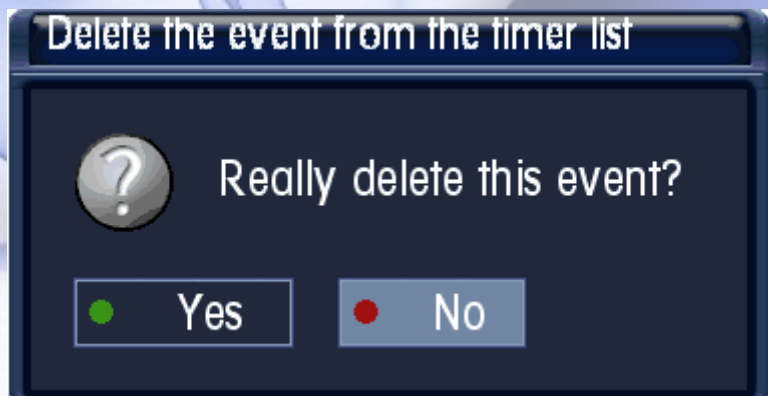 Delete the event from the timer list
Really delete this event?
Yes No